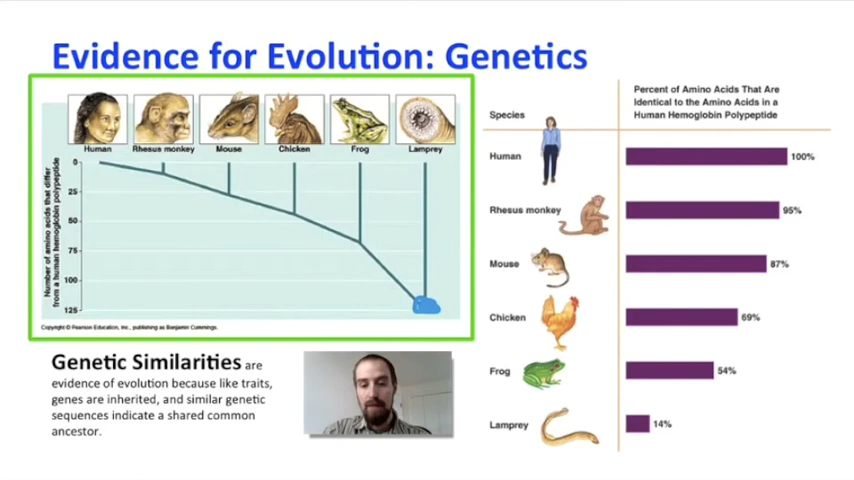 Evidence for Evolution: Genetics
Human
Rhesus monkey
Mouse
Chicken
Frog
Lamprey
Number of amino acids that differ
from a human hemoglobin polypeptide
0
25
50
75
100
125
Copyright © Pearson Education, Inc., publishing as Benjamin Cummings.
Genetic Similarities are
evidence of evolution because like traits,
genes are inherited, and similar genetic
sequences indicate a shared common
ancestor.
Species
Percent of Amino Acids That Are
Identical to the Amino Acids in a
Human Hemoglobin Polypeptide
Human
100%
Rhesus monkey
95%
Mouse
87%
Chicken
69%
Frog
54%
Lamprey
14%